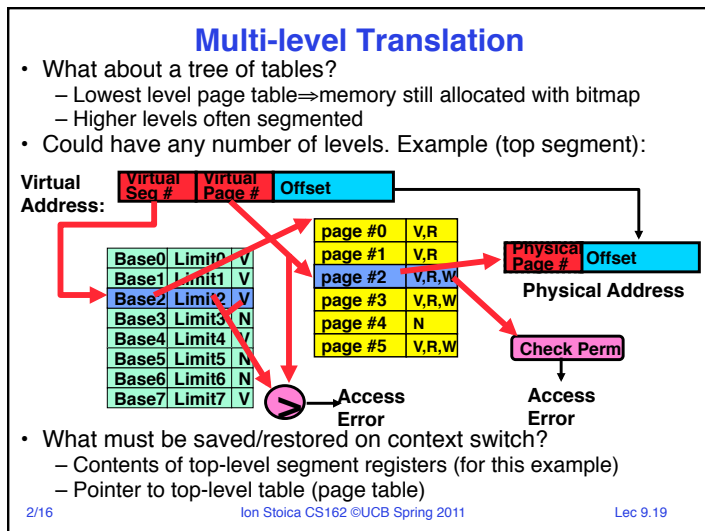 Multi-level Translation
• What about a tree of tables?
– Lowest level page table⇒memory still allocated with bitmap
– Higher levels often segmented
• Could have any number of levels. Example (top segment):
Virtual Address:
Virtual Seg #
Virtual Page #
Offset
Base0 Limit0 V
Base1 Limit1 V
Base2 Limit2 V
Base3 Limit3 N
Base4 Limit4 V
Base5 Limit5 N
Base6 Limit6 N
Base7 Limit7 V
page #0 V,R
page #1 V,R
page #2 V,R,W
page #3 V,R,W
page #4 N
page #5 V,R,W
Physical Page #
Offset
Physical Address
Check Perm
>
Access Error
Access Error
• What must be saved/restored on context switch?
– Contents of top-level segment registers (for this example)
– Pointer to top-level table (page table)
2/16 Ion Stoica CS162 ©UCB Spring 2011 Lec 9.19